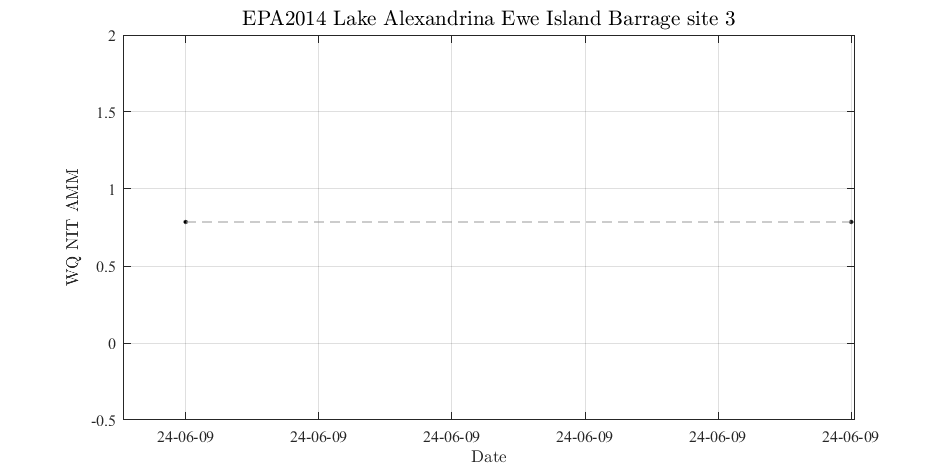 EPA2014 Lake Alexandrina Ewe Island Barrage site 3
WQ NIT AMM
2
1.5
1
0.5
0
-0.5
24-06-09 24-06-09 24-06-09 24-06-09 24-06-09 24-06-09
Date